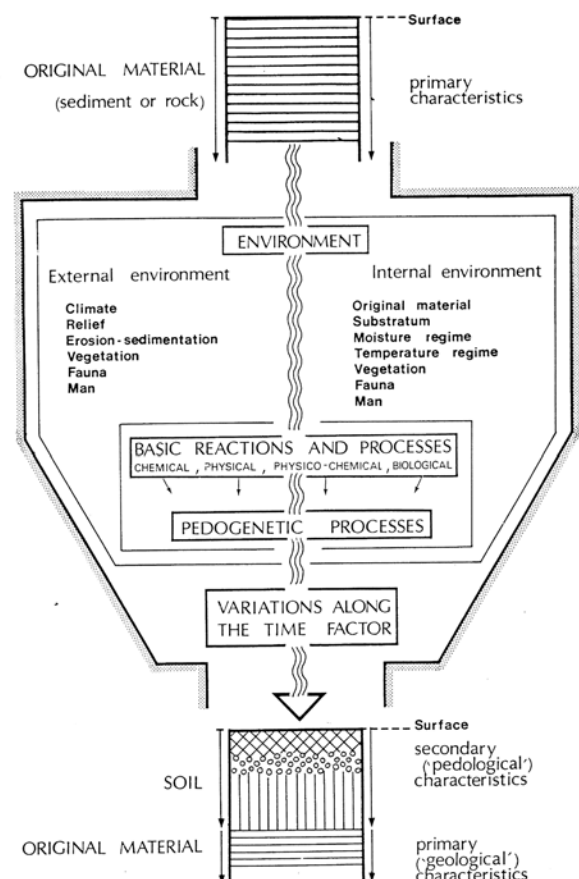 Surface
ORIGINAL MATERIAL
(sediment or rock)
primary
characteristics
ENVIRONMENT
External environment
Climate
Relief
Erosion-sedimentation
Vegetation
Fauna
Man
Internal environment
Original material
Substratum
Moisture regime
Temperature regime
Vegetation
Fauna
Man
BASIC REACTIONS AND PROCESSES
CHEMICAL, PHYSICAL, PHYSICO-CHEMICAL, BIOLOGICAL
PEDOGENETIC PROCESSES
VARIATIONS ALONG
THE TIME FACTOR
Surface
SOIL
secondary
('pedological')
characteristics
ORIGINAL MATERIAL
primary
('geological')
characteristics